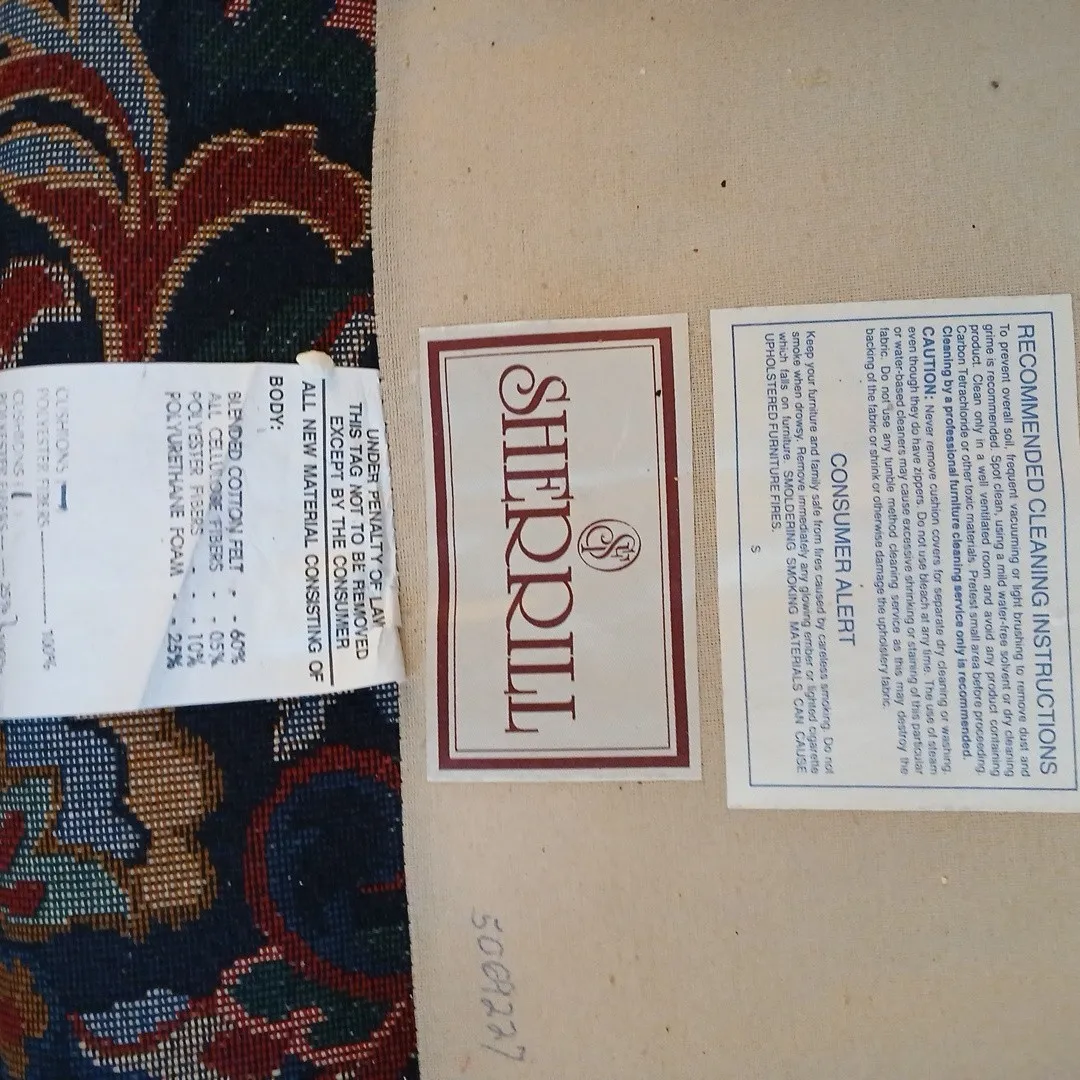 RECOMMENDED CLEANING INSTRUCTIONS
To prevent overall soil, frequent vacuuming or light brushing to remove dust and
grime is recommended. Spot clean, using a mild water-free solvent or dry cleaning
product. Clean only in a well ventilated room and avoid any product containing
Carbon Tetrachloride or other toxic materials. Pretest small area before proceeding.
Cleaning by a professional furniture cleaning service only is recommended.
CAUTION: Never remove cushion covers for separate dry cleaning or washing,
even though they do have zippers. Do not use bleach at any time. The use of steam
or water-based cleaners may cause excessive shrinking or staining of this particular
fabric. Do not use any tumble method cleaning service as this may destroy the
backing of the fabric or shrink or otherwise damage the upholstery fabric.
CONSUMER ALERT
Keep your furniture and family safe from fires caused by careless smoking. Do not
smoke when drowsy. Remove immediately any glowing ember or lighted cigarette
which falls on furniture. SMOLDERING SMOKING MATERIALS CAN CAUSE
UPHOLSTERED FURNITURE FIRES.
S
SHERRILL
UNDER PENALTY OF LAW
THIS TAG NOT TO BE REMOVED
EXCEPT BY THE CONSUMER
ALL NEW MATERIAL CONSISTING OF
BODY:
BLENDED COTTON FELT - - 60%
ALL CELLULOSE FIBERS - - 05%
POLYESTER FIBERS - - 10%
POLYURETHANE FOAM - - 25%
CUSHIONS
POLYESTER FIBERS 100%
CUSHIONS
5069227